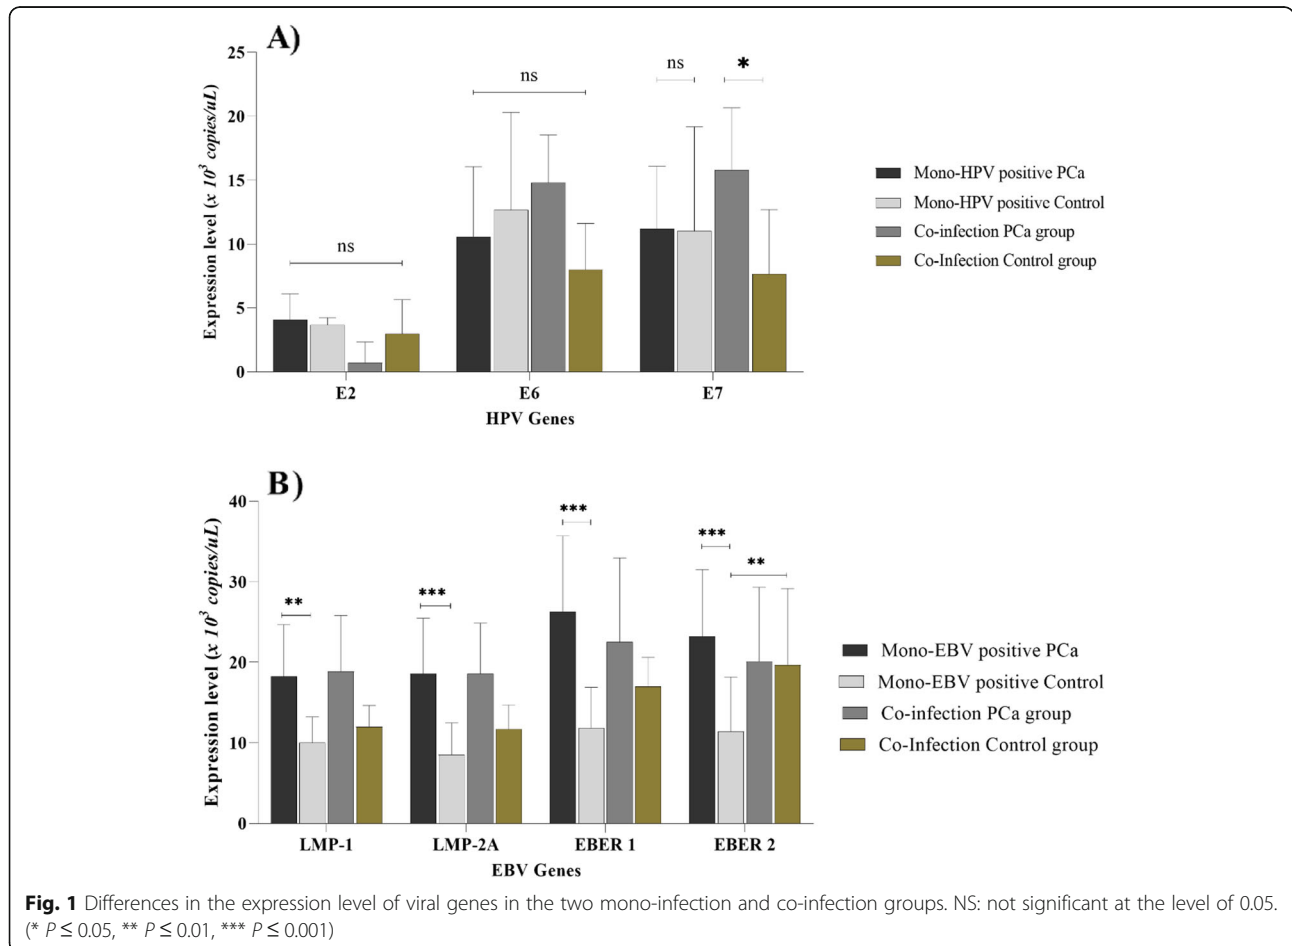 A)
Expression level (x 10³ copies/uL)
25
20
15
10
5
0
ns
ns
ns
*
E2
E6
E7
HPV Genes
Mono-HPV positive PCa
Mono-HPV positive Control
Co-infection PCa group
Co-Infection Control group
B)
Expression level (x 10³ copies/uL)
40
30
20
10
0
**
***
***
***
**
LMP-1
LMP-2A
EBER 1
EBER 2
EBV Genes
Mono-EBV positive PCa
Mono-EBV positive Control
Co-infection PCa group
Co-Infection Control group
Fig. 1 Differences in the expression level of viral genes in the two mono-infection and co-infection groups. NS: not significant at the level of 0.05.
(* P ≤ 0.05, ** P ≤ 0.01, *** P ≤ 0.001)